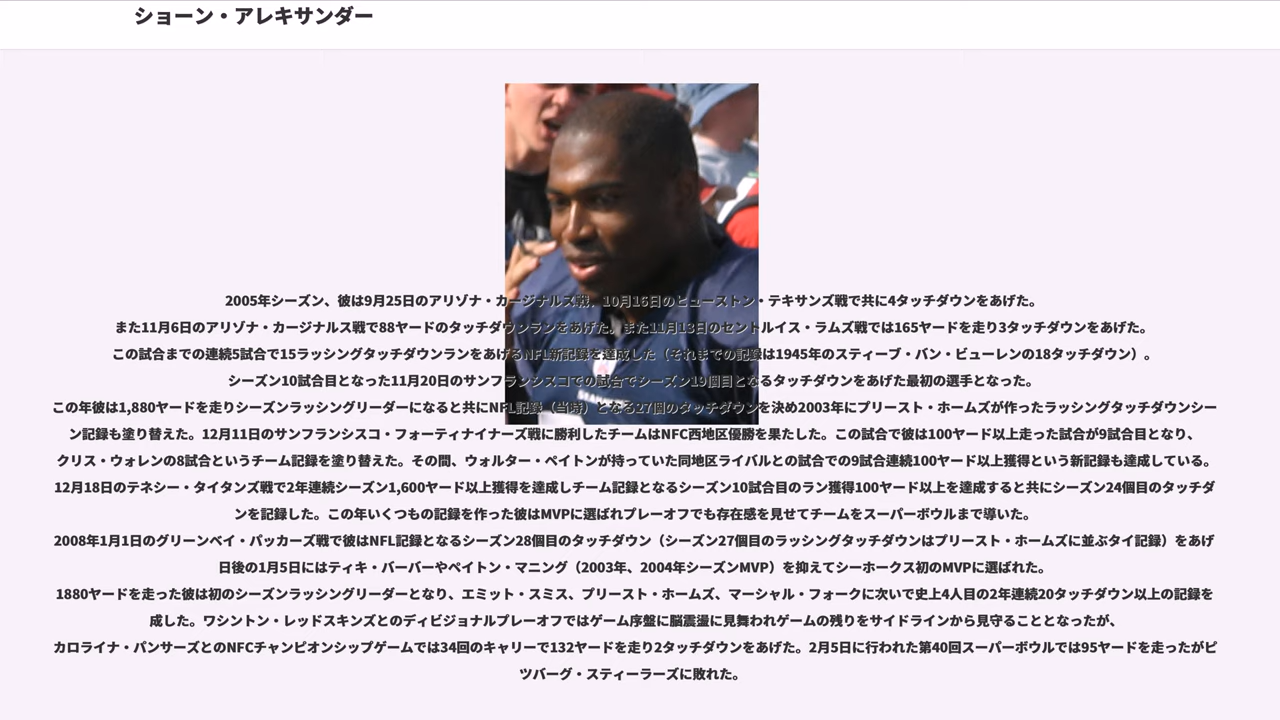 ショーン・アレキサンダー
2005年シーズン、彼は9月25日のアリゾナ・カージナルス戦、10月16日のヒューストン・テキサンズ戦で共に4タッチダウンをあげた。
また11月6日のアリゾナ・カージナルス戦で88ヤードのタッチダウンランをあげた。また11月13日のセントルイス・ラムズ戦では165ヤードを走り3タッチダウンをあげた。
この試合までの連続5試合で15ラッシングタッチダウンランをあげるNFL新記録を達成した（それまでの記録は1945年のスティーブ・バン・ビューレンの18タッチダウン）。
シーズン10試合目となった11月20日のサンフランシスコでの試合でシーズン19個目となるタッチダウンをあげた最初の選手となった。
この年彼は1,880ヤードを走りシーズンラッシングリーダーになると共にNFL記録（当時）となる27個のタッチダウンを決め2003年にプリースト・ホームズが作ったラッシングタッチダウンシー
ン記録も塗り替えた。12月11日のサンフランシスコ・フォーティナイナーズ戦に勝利したチームはNFC西地区優勝を果たした。この試合で彼は100ヤード以上走った試合が9試合目となり、
クリス・ウォレンの8試合というチーム記録を塗り替えた。その間、ウォルター・ペイトンが持っていた同地区ライバルとの試合での9試合連続100ヤード以上獲得という新記録も達成している。
12月18日のテネシー・タイタンズ戦で2年連続シーズン1,600ヤード以上獲得を達成しチーム記録となるシーズン10試合目のラン獲得100ヤード以上を達成すると共にシーズン24個目のタッチダ
ンを記録した。この年いくつもの記録を作った彼はMVPに選ばれプレーオフでも存在感を見せてチームをスーパーボウルまで導いた。
2008年1月1日のグリーンベイ・パッカーズ戦で彼はNFL記録となるシーズン28個目のタッチダウン（シーズン27個目のラッシングタッチダウンはプリースト・ホームズに並ぶタイ記録）をあげ
日後の1月5日にはティキ・バーバーやペイトン・マニング（2003年、2004年シーズンMVP）を抑えてシーホークス初のMVPに選ばれた。
1880ヤードを走った彼は初のシーズンラッシングリーダーとなり、エミット・スミス、プリースト・ホームズ、マーシャル・フォークに次いで史上4人目の2年連続20タッチダウン以上の記録を
成した。ワシントン・レッドスキンズとのディビジョナルプレーオフではゲーム序盤に脳震盪に見舞われゲームの残りをサイドラインから見守ることとなったが、
カロライナ・パンサーズとのNFCチャンピオンシップゲームでは34回のキャリーで132ヤードを走り2タッチダウンをあげた。2月5日に行われた第40回スーパーボウルでは95ヤードを走ったがピ
ツバーグ・スティーラーズに敗れた。